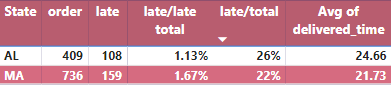 State order late late/late total late/total Avg of delivered_time
AL 409 108 1.13% 26% 24.66
MA 736 159 1.67% 22% 21.73